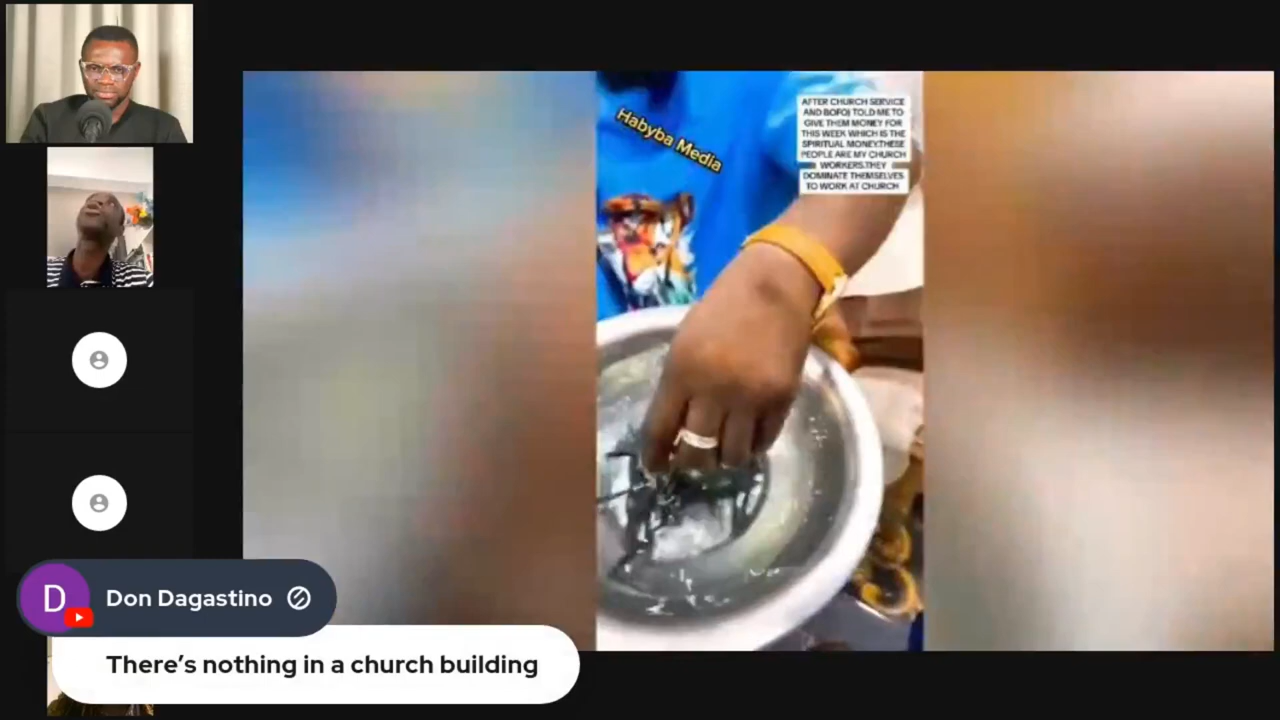 Habyba Media
AFTER CHURCH SERVICE
AND BOFOJ TOLD ME TO
GIVE THEM MONEY FOR
THIS WEEK WHICH IS THE
SPIRITUAL MONEY.THESE
PEOPLE ARE MY CHURCH
WORKERS.THEY
DOMINATE THEMSELVES
TO WORK AT CHURCH
D
Don Dagastino
There's nothing in a church building